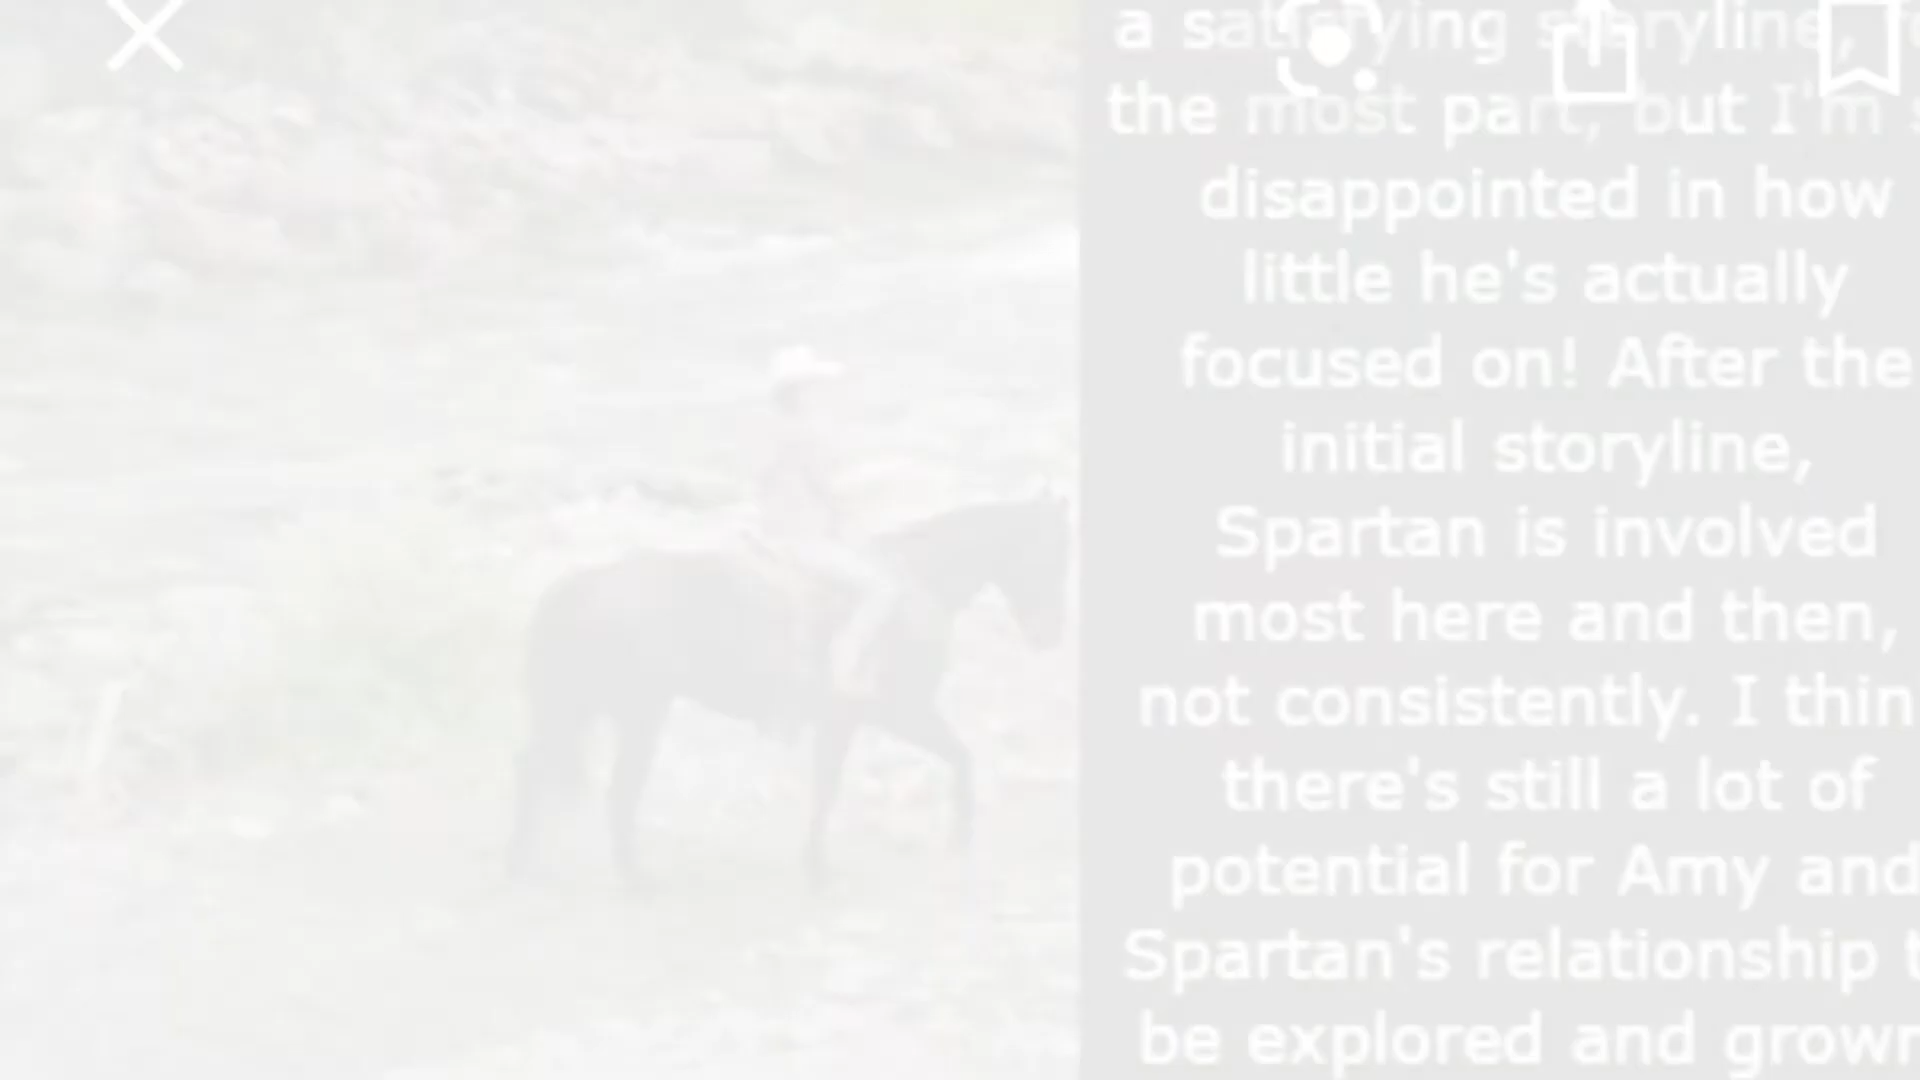 a satisfying storyline,
the most part, but I'm
disappointed in how
little he's actually
focused on! After the
initial storyline,
Spartan is involved
most here and then,
not consistently. I
there's still a lot of
potential for Amy and
Spartan's relationship
be explored and